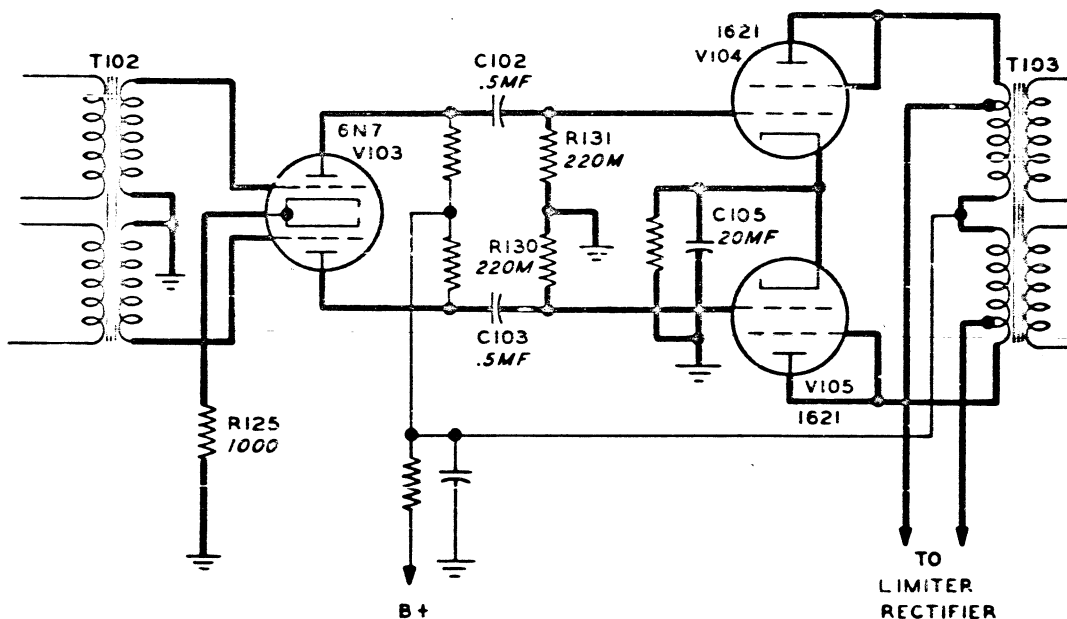 T102
C102
.5MF
1621
V104
T103
6N7
V103
R131
220M
C105
20MF
R130
220M
C103
.5MF
V105
1621
R125
1000
B+
TO
LIMITER
RECTIFIER